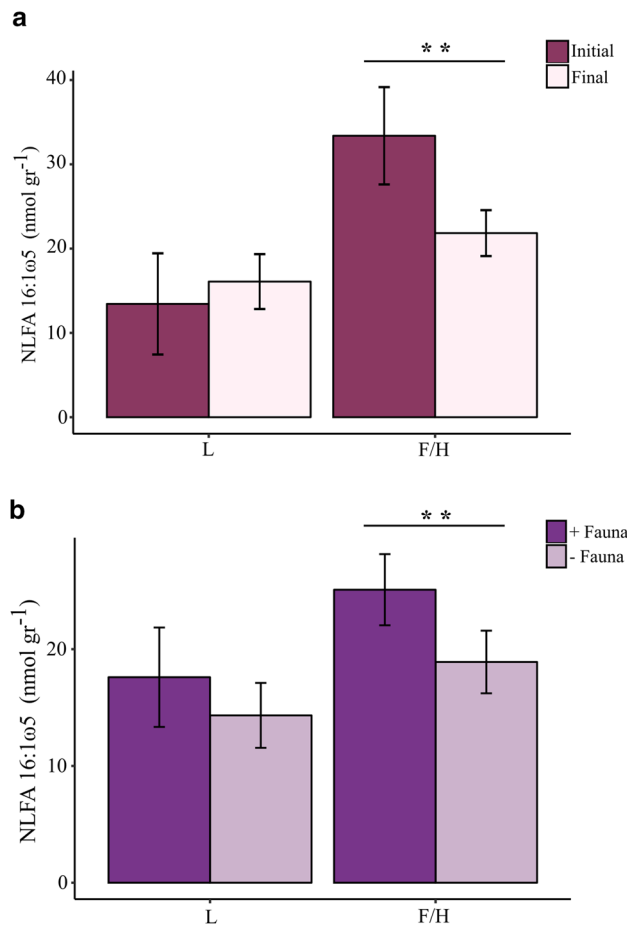 a
* *
Initial
Final
NLFA 16:1ω5 (nmol gr⁻¹)
40
30
20
10
0
L
F/H
b
* *
+ Fauna
- Fauna
NLFA 16:1ω5 (nmol gr⁻¹)
20
10
0
L
F/H